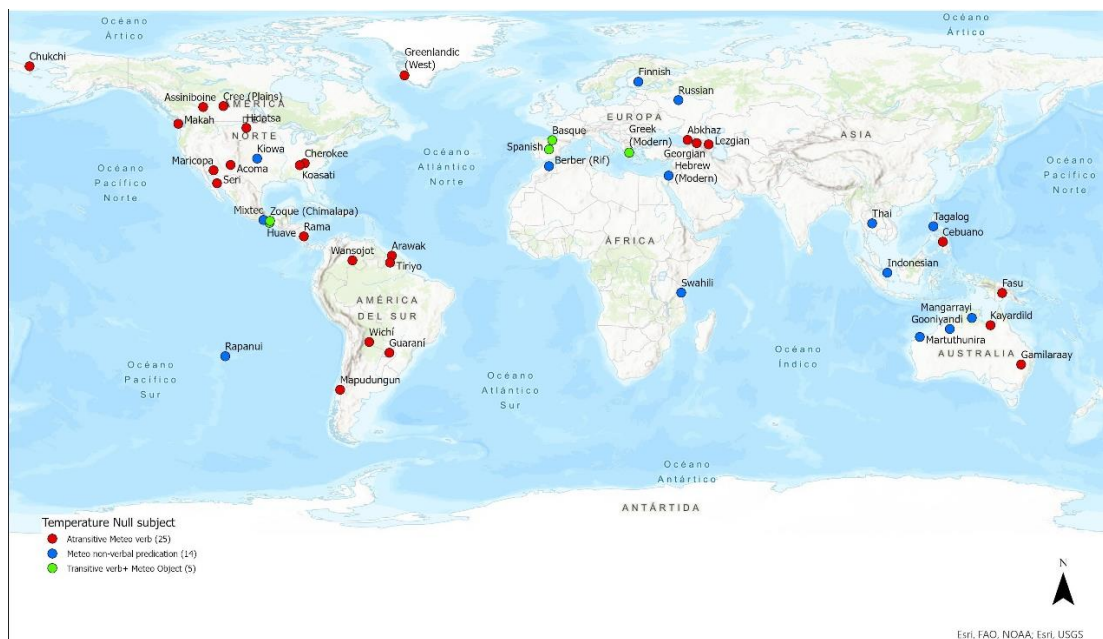 Océano
Ártico
Océano
Ártico
Chukchi
Greenlandic
(West)
Finnish
Russian
Assiniboine
Cree (Plains)
AMÉRICA
DEL
NORTE
Makah
Hidatsa
EUROPA
ASIA
Basque
Greek
(Modern)
Abkhaz
Lezgian
Spanish
Georgian
Kiowa
Cherokee
Maricopa
Acoma
Koasati
Seri
Berber (Rif)
Hebrew
(Modern)
Océano
Pacífico
Norte
Océano
Atlántico
Norte
Océano
Pacífico
Norte
Mixtec
Zoque (Chimalapa)
Huave
Rama
Thai
Tagalog
Cebuano
Wansojot
Arawak
Tiriyo
ÁFRICA
Indonesian
Swahili
Fasu
AMÉRICA
DEL SUR
Mangarrayi
Gooniyandi
Kayardild
Martuthunira
Wichí
Guaraní
Rapanui
AUSTRALIA
Gamilaraay
Océano
Pacífico
Sur
Océano
Atlántico
Sur
Océano
Índico
Mapudungun
Océano
Antártico
ANTÁRTIDA
Temperature Null subject
Atransitive Meteo verb (25)
Meteo non-verbal predication (14)
Transitive verb+ Meteo Object (5)
N
Esri, FAO, NOAA; Esri, USGS